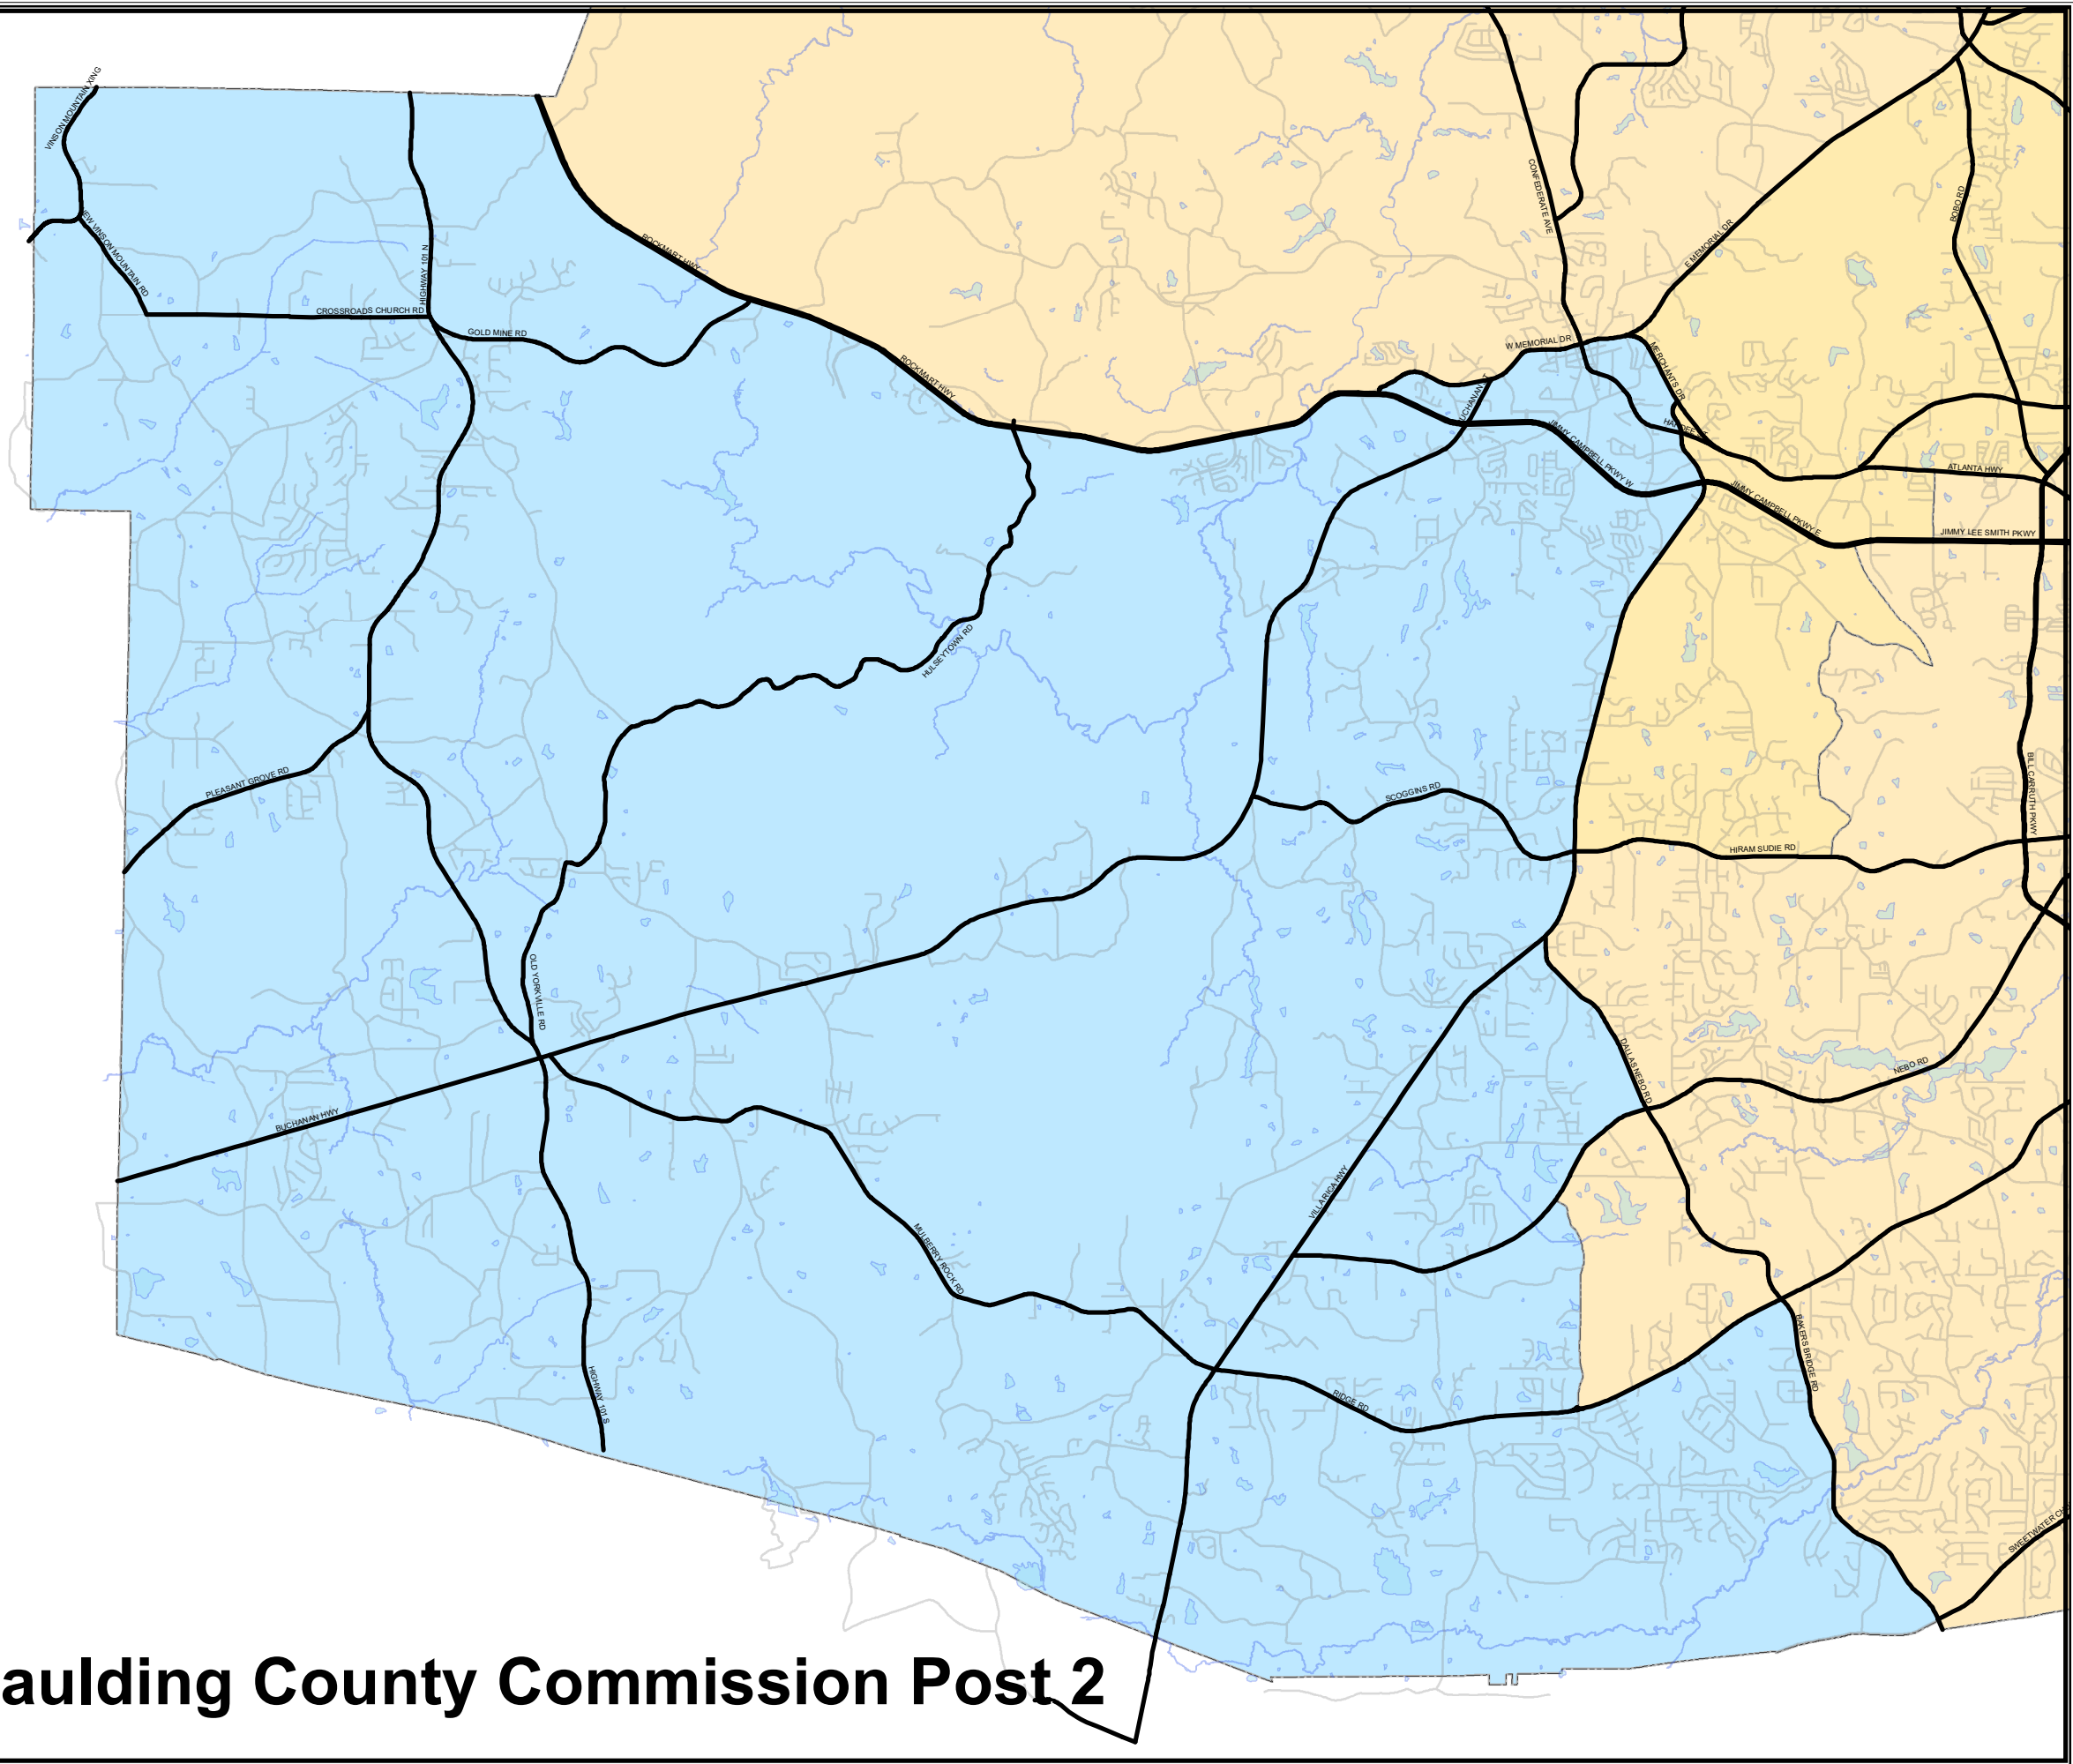 VINSON MOUNTAIN XING
CONFEDERATE AVE
BOBO RD
E MEMORIAL DR
EW VINSON MOUNTAIN RD
HIGHWAY 101 N
ROCKMART HWY
CROSSROADS CHURCH RD
GOLD MINE RD
W MEMORIAL DR
MERCHANTS DR
ROCKMART HWY
JIMMY CAMPBELL PKWY W
ATLANTA HWY
JIMMY CAMPBELL PKWY E
JIMMY LEE SMITH PKWY
HULSEYTOWN RD
PLEASANT GROVE RD
SCOGGINS RD
BILL CARRUTH PKWY
HIRAM SUDIE RD
OLD YORKVILLE RD
DALLAS NEBO RD
NEBO RD
BUCHANAN HWY
VILLA RICA HWY
MULBERRY ROCK RD
BAKERS BRIDGE RD
HIGHWAY 101 S
RIDGE RD
SWEETWATER CH
aulding County Commission Post 2